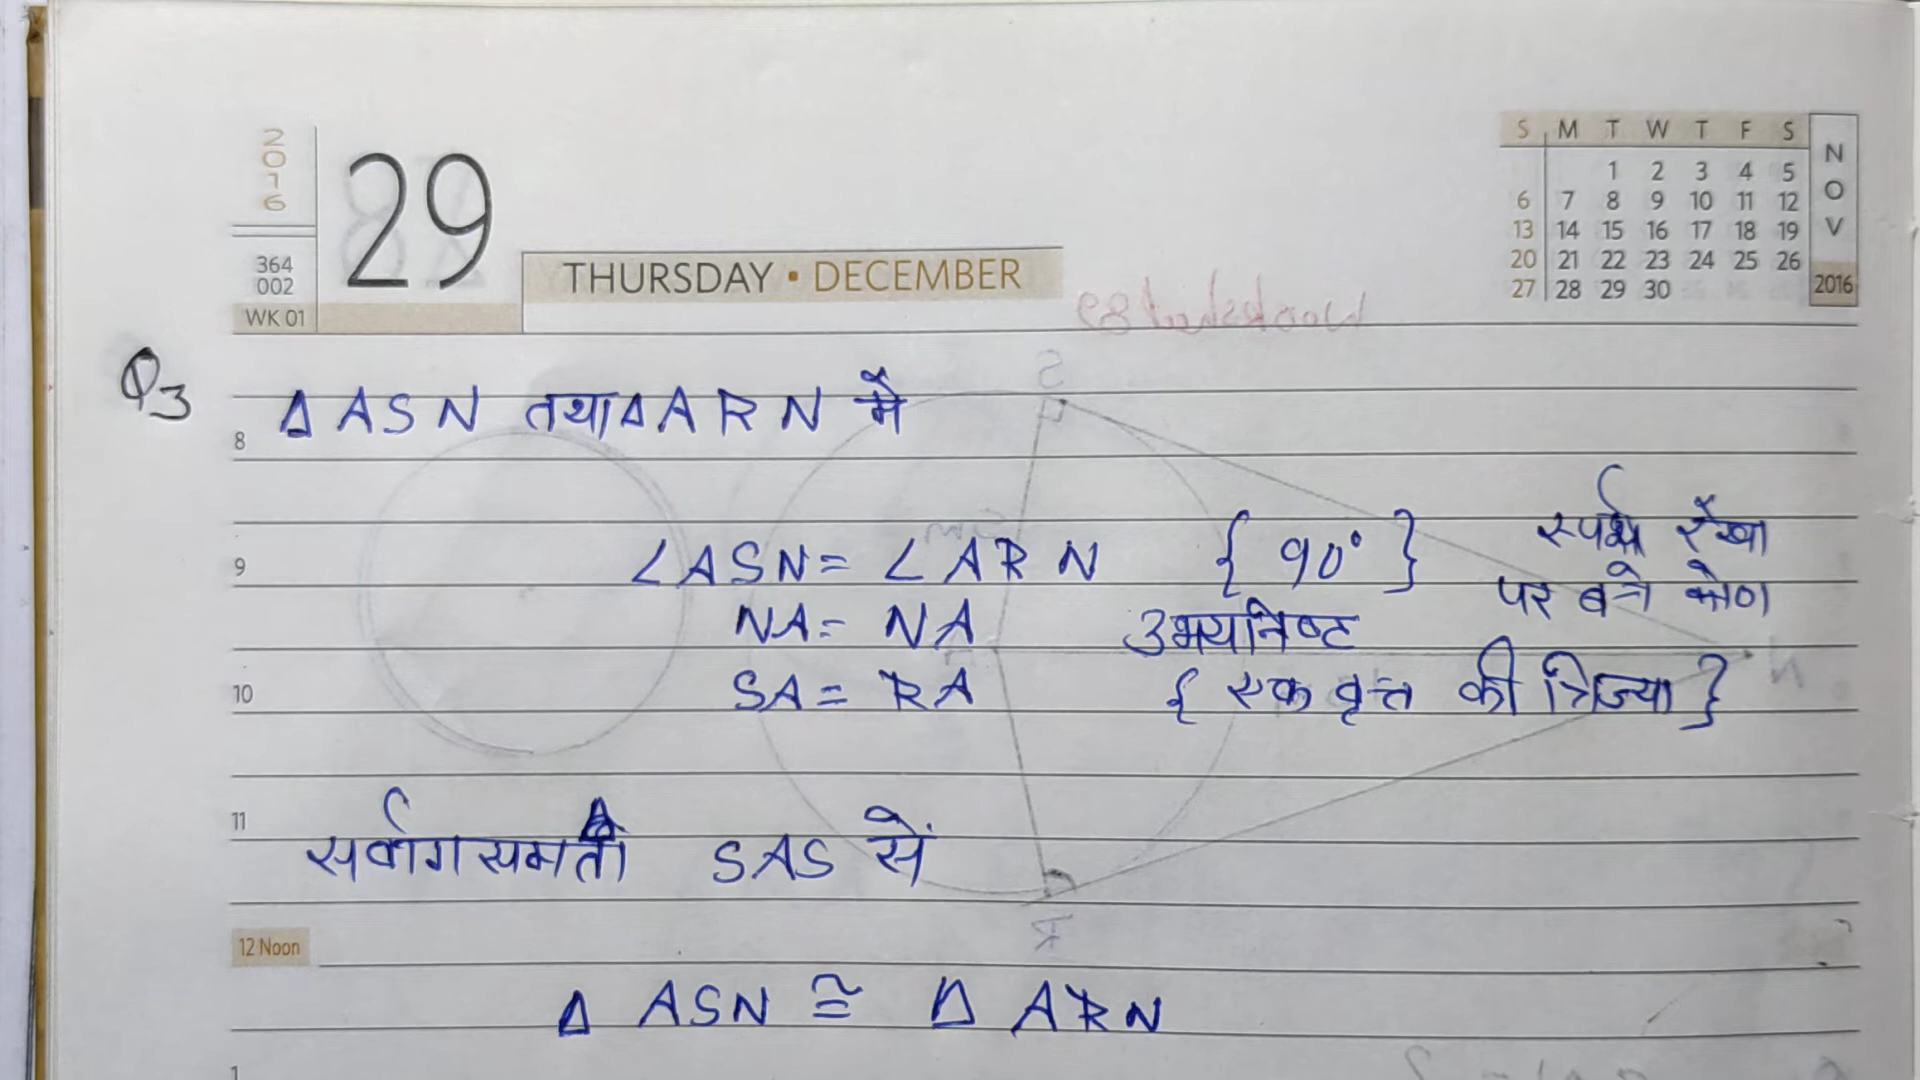 2016
364
002
WK 01
29
THURSDAY • DECEMBER
S M T W T F S
1 2 3 4 5
6 7 8 9 10 11 12
13 14 15 16 17 18 19
20 21 22 23 24 25 26
27 28 29 30
NOV
2016
Q3 Δ ASN तथा Δ ARN में
8
∠ASN = ∠ARN { 90° } स्पर्श रेखा
9
पर बने कोण
NA = NA उभयनिष्ट
10 SA = RA { एक वृत्त की त्रिज्या }
11
सर्वागसमता SAS सें
12 Noon
Δ ASN ≅ Δ ARN
1